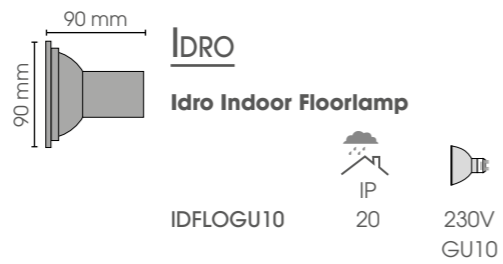 90 mm
90 mm
IDRO
Idro Indoor Floorlamp
IP
IDFLOGU10 20 230V
GU10